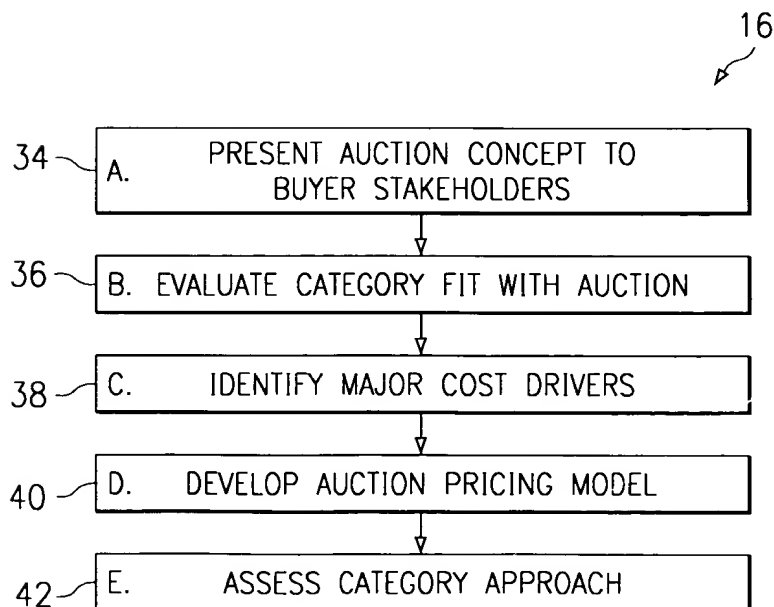 16
34 A. PRESENT AUCTION CONCEPT TO
BUYER STAKEHOLDERS
36 B. EVALUATE CATEGORY FIT WITH AUCTION
38 C. IDENTIFY MAJOR COST DRIVERS
40 D. DEVELOP AUCTION PRICING MODEL
42 E. ASSESS CATEGORY APPROACH